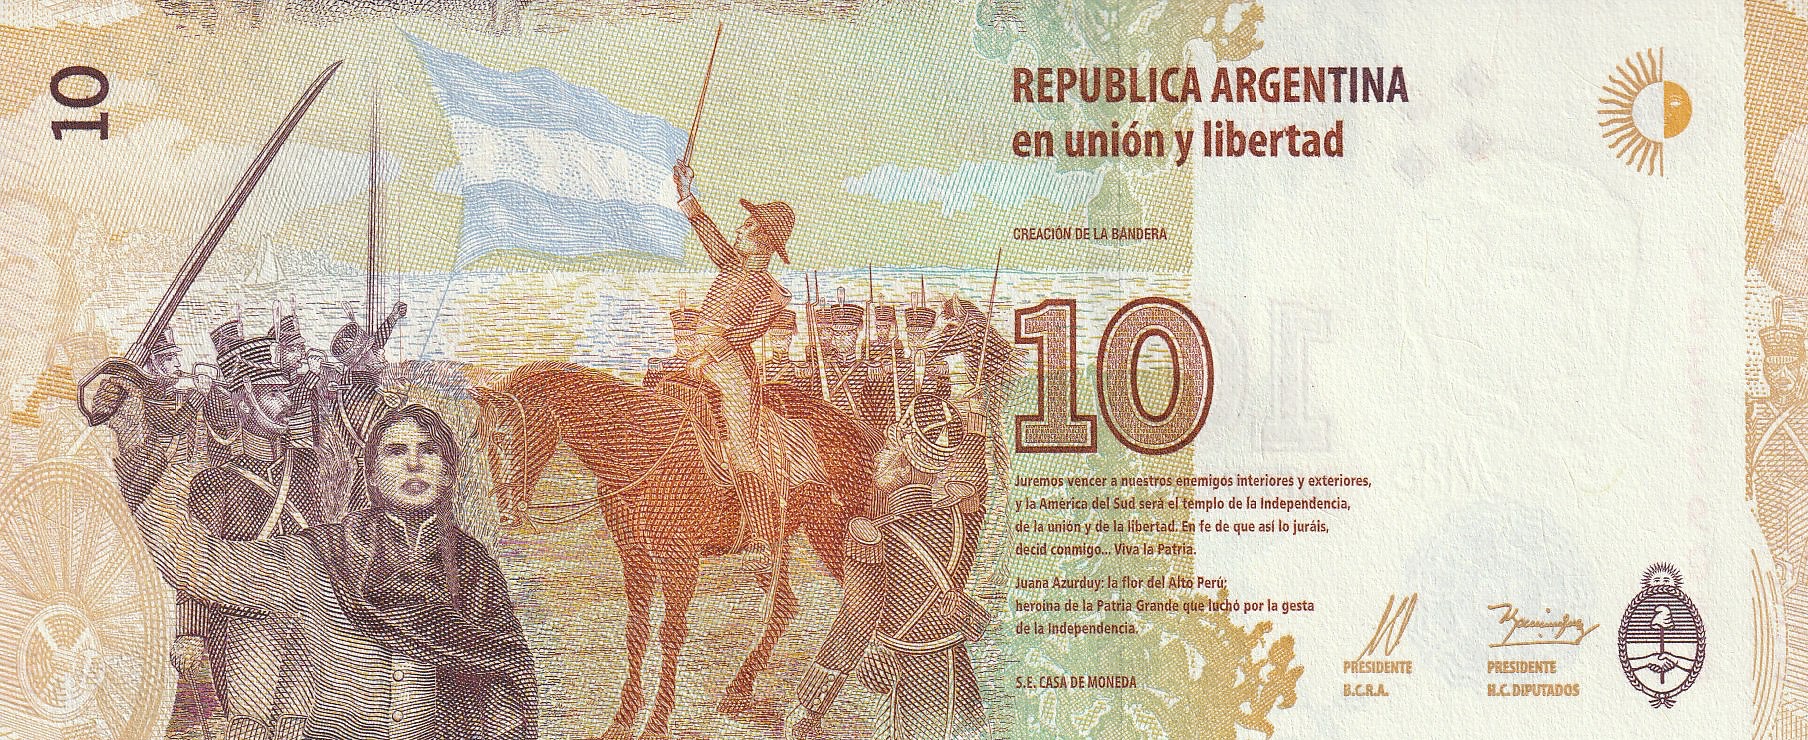 10
REPUBLICA ARGENTINA
en unión y libertad
CREACIÓN DE LA BANDERA
10
Juremos vencer a nuestros enemigos interiores y exteriores,
y la América del Sud será el templo de la Independencia,
de la unión y de la libertad. En fe de que así lo juráis,
decid conmigo... Viva la Patria.
Juana Azurduy: la flor del Alto Perú;
heroína de la Patria Grande que luchó por la gesta
de la Independencia.
S.E. CASA DE MONEDA
PRESIDENTE
B.C.R.A.
PRESIDENTE
H.C. DIPUTADOS